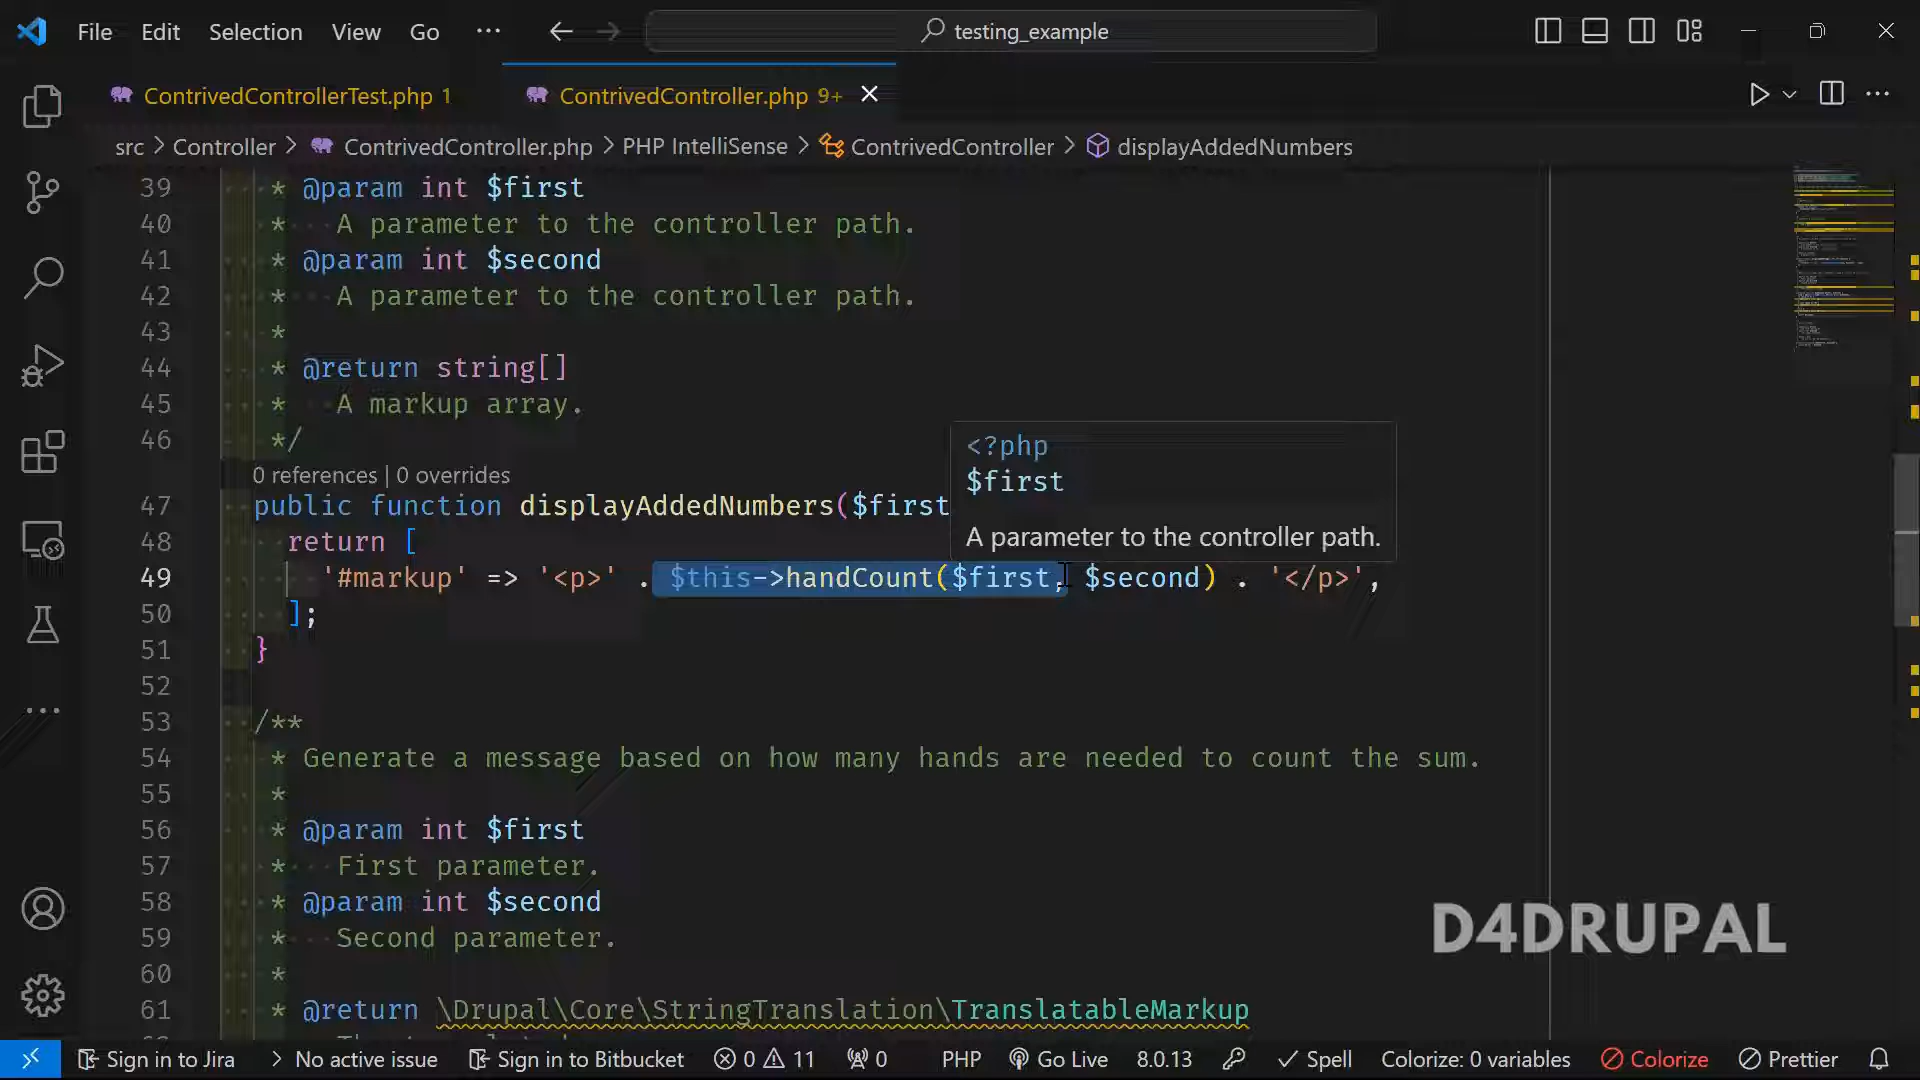 File Edit Selection View Go ··· testing_example
ContrivedControllerTest.php 1 ContrivedController.php 9+
src > Controller > ContrivedController.php > PHP IntelliSense > ContrivedController > displayAddedNumbers
39 * @param int $first
40 * A parameter to the controller path.
41 * @param int $second
42 * A parameter to the controller path.
43 *
44 * @return string[]
45 * A markup array.
46 */
<?php
$first
A parameter to the controller path.
0 references | 0 overrides
47 public function displayAddedNumbers($first
48 return [
49 '#markup' => '<p>' . $this->handCount($first, $second) . '</p>',
50 ];
51 }
52
53 /**
54 * Generate a message based on how many hands are needed to count the sum.
55 *
56 * @param int $first
57 * First parameter.
58 * @param int $second
59 * Second parameter.
60 *
61 * @return \Drupal\Core\StringTranslation\TranslatableMarkup
D4DRUPAL
Sign in to Jira > No active issue Sign in to Bitbucket 0 11 0 PHP Go Live 8.0.13 Spell Colorize: 0 variables Colorize Prettier